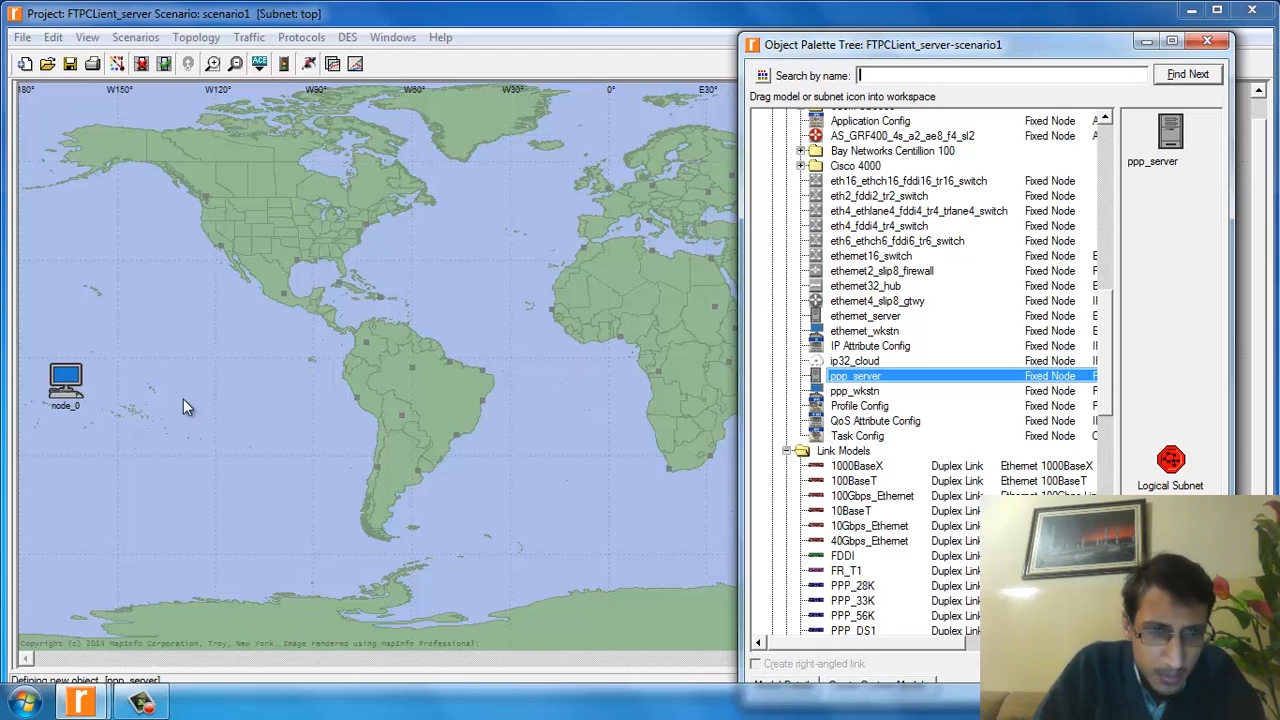 Project: FTPCLient_server Scenario: scenario1 [Subnet: top]
File Edit View Scenarios Topology Traffic Protocols DES Windows Help
180° W150° W120° W90° W60° W30° 0° E30°
node_0
Copyright (c) 2014 MapInfo Corporation, Troy, New York. Image rendered using MapInfo Professional;
Defining new object [ppp_server]
Object Palette Tree: FTPCLient_server-scenario1
Search by name:
Find Next
Drag model or subnet icon into workspace
Application Config Fixed Node
AS_GRF400_4s_a2_ae8_f4_sl2 Fixed Node
Bay Networks Centillion 100
Cisco 4000
eth16_ethch16_fddi16_tr16_switch Fixed Node
eth2_fddi2_tr2_switch Fixed Node
eth4_ethlane4_fddi4_tr4_trlane4_switch Fixed Node
eth4_fddi4_tr4_switch Fixed Node
eth6_ethch6_fddi6_tr6_switch Fixed Node
ethernet16_switch Fixed Node
ethernet2_slip8_firewall Fixed Node
ethernet32_hub Fixed Node
ethernet4_slip8_gtwy Fixed Node
ethernet_server Fixed Node
ethernet_wkstn Fixed Node
IP Attribute Config Fixed Node
ip32_cloud Fixed Node
ppp_server Fixed Node
ppp_wkstn Fixed Node
Profile Config Fixed Node
QoS Attribute Config Fixed Node
Task Config Fixed Node
Link Models
1000BaseX Duplex Link Ethernet 1000BaseX
100BaseT Duplex Link Ethernet 100BaseT
100Gbps_Ethernet Duplex Link
10BaseT Duplex Link
10Gbps_Ethernet Duplex Link
40Gbps_Ethernet Duplex Link
FDDI Duplex Link
FR_T1 Duplex Link
PPP_28K Duplex Link
PPP_33K Duplex Link
PPP_56K Duplex Link
PPP_DS1 Duplex Link
Create right-angled link
ppp_server
Logical Subnet